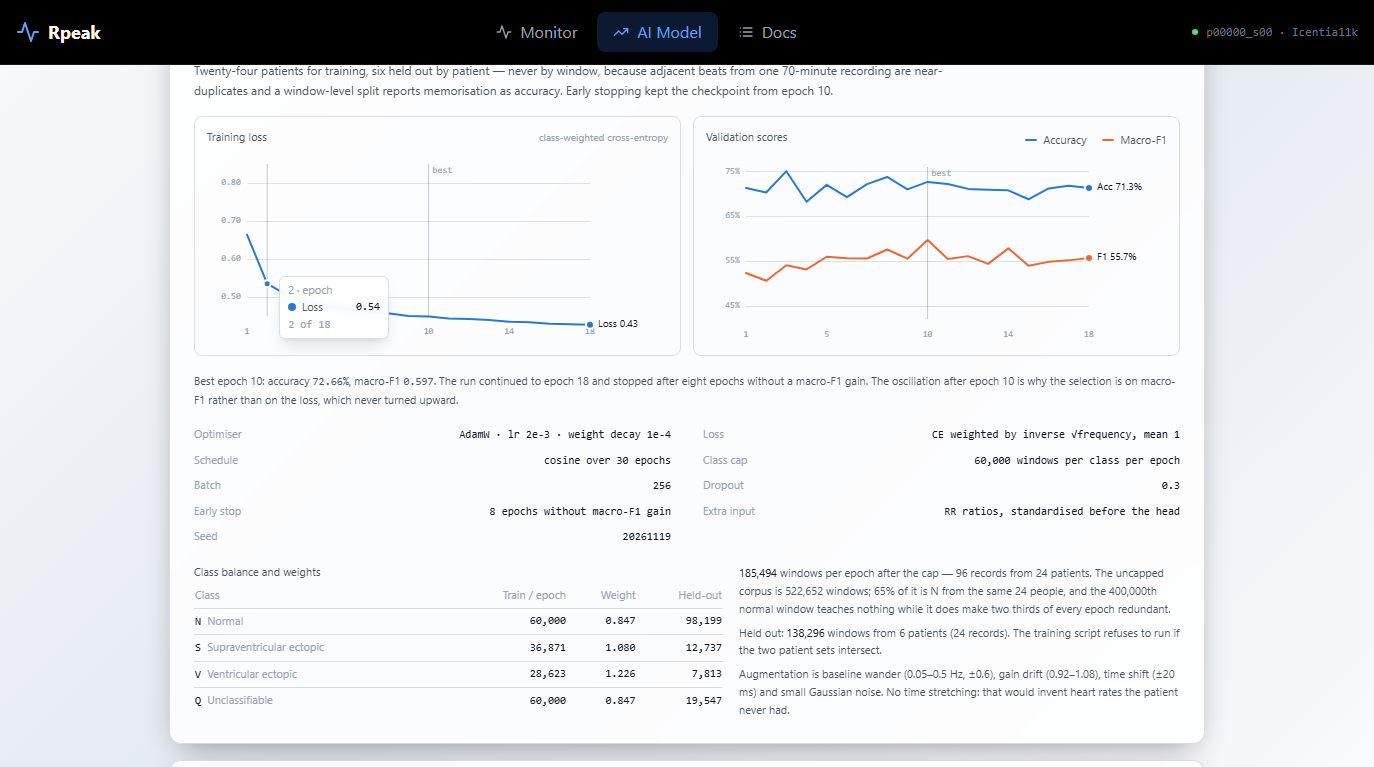 Rpeak
Monitor
AI Model
Docs
p00000_s00 · Icentia11k
Twenty-four patients for training, six held out by patient — never by window, because adjacent beats from one 70-minute recording are near-
duplicates and a window-level split reports memorisation as accuracy. Early stopping kept the checkpoint from epoch 10.
Training loss
class-weighted cross-entropy
best
0.80
0.70
0.60
0.50
2 · epoch
Loss 0.54
2 of 18
Loss 0.43
1 10 14 18
Validation scores
Accuracy
Macro-F1
best
75%
65%
55%
45%
Acc 71.3%
F1 55.7%
1 5 10 14 18
Best epoch 10: accuracy 72.66%, macro-F1 0.597. The run continued to epoch 18 and stopped after eight epochs without a macro-F1 gain. The oscillation after epoch 10 is why the selection is on macro-
F1 rather than on the loss, which never turned upward.
Optimiser AdamW · lr 2e-3 · weight decay 1e-4
Schedule cosine over 30 epochs
Batch 256
Early stop 8 epochs without macro-F1 gain
Seed 20261119
Loss CE weighted by inverse √frequency, mean 1
Class cap 60,000 windows per class per epoch
Dropout 0.3
Extra input RR ratios, standardised before the head
Class balance and weights
Class Train / epoch Weight Held-out
N Normal 60,000 0.847 98,199
S Supraventricular ectopic 36,871 1.080 12,737
V Ventricular ectopic 28,623 1.226 7,813
Q Unclassifiable 60,000 0.847 19,547
185,494 windows per epoch after the cap — 96 records from 24 patients. The uncapped
corpus is 522,652 windows; 65% of it is N from the same 24 people, and the 400,000th
normal window teaches nothing while it does make two thirds of every epoch redundant.
Held out: 138,296 windows from 6 patients (24 records). The training script refuses to run if
the two patient sets intersect.
Augmentation is baseline wander (0.05–0.5 Hz, ±0.6), gain drift (0.92–1.08), time shift (±20
ms) and small Gaussian noise. No time stretching: that would invent heart rates the patient
never had.